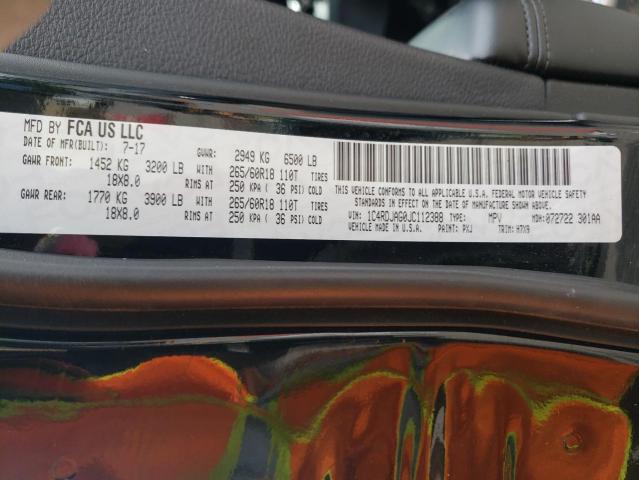 MFD BY FCA US LLC
DATE OF MFR(BUILT): 7-17 GVWR: 2949 KG 6500 LB
GAWR FRONT: 1452 KG 3200 LB WITH 265/60R18 110T TIRES
18X8.0 RIMS AT 250 KPA ( 36 PSI) COLD
GAWR REAR: 1770 KG 3900 LB WITH 265/60R18 110T TIRES
18X8.0 RIMS AT 250 KPA ( 36 PSI) COLD
THIS VEHICLE CONFORMS TO ALL APPLICABLE U.S.A. FEDERAL MOTOR VEHICLE SAFETY
STANDARDS IN EFFECT ON THE DATE OF MANUFACTURE SHOWN ABOVE.
VIN: 1C4RDJAG0JC112388 TYPE: MPV MDH: 072722 301AA
VEHICLE MADE IN U.S.A. PAINT: PXJ TRIM: H7X9